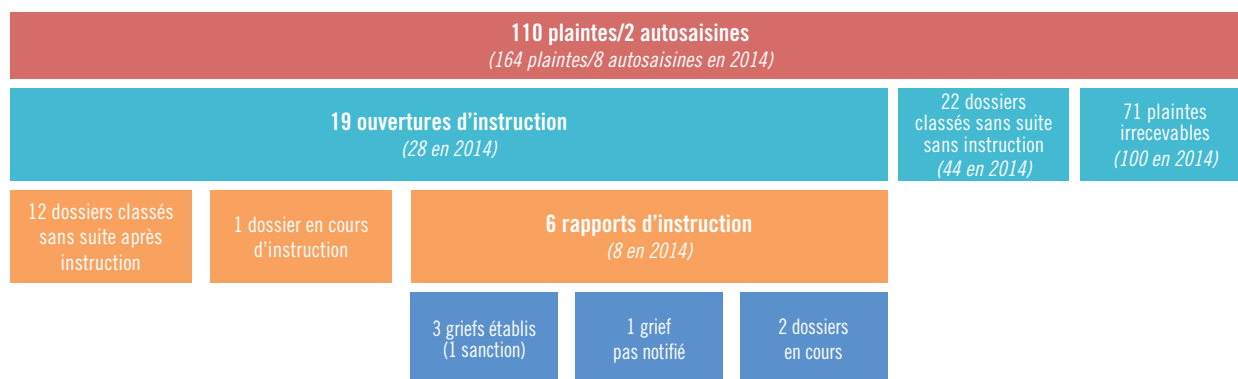 110 plaintes/2 autosaisines
(164 plaintes/8 autosaisines en 2014)
19 ouvertures d'instruction
(28 en 2014)
22 dossiers
classés sans suite
sans instruction
(44 en 2014)
71 plaintes
irrecevables
(100 en 2014)
12 dossiers classés
sans suite après
instruction
1 dossier en cours
d'instruction
6 rapports d'instruction
(8 en 2014)
3 griefs établis
(1 sanction)
1 grief
pas notifié
2 dossiers
en cours